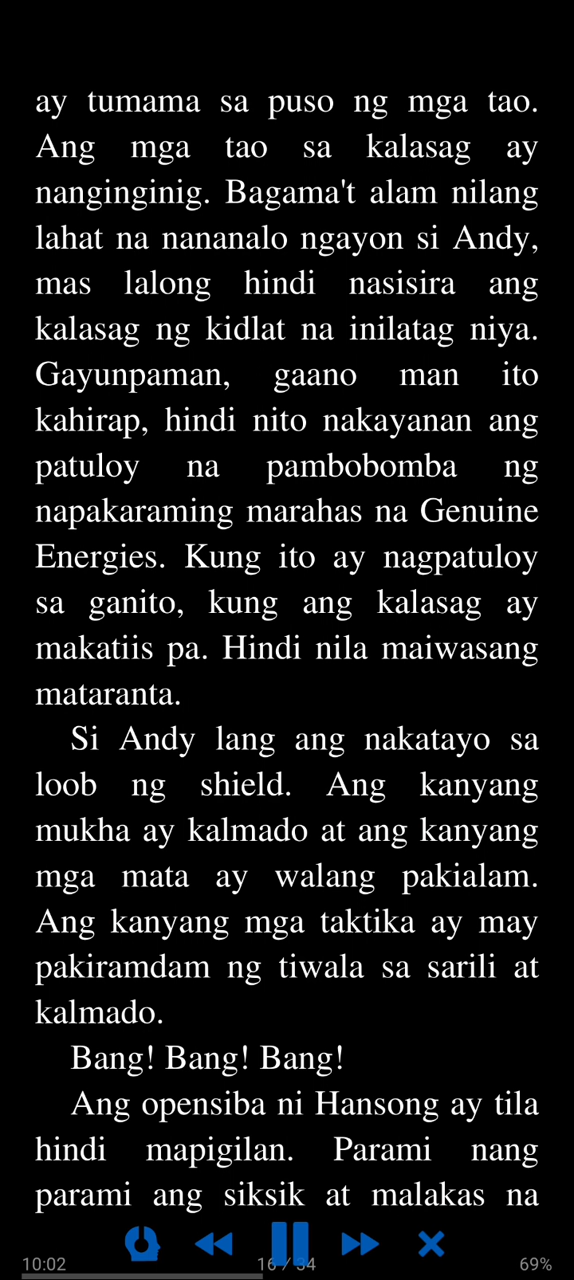 ay tumama sa puso ng mga tao.
Ang mga tao sa kalasag ay
nanginginig. Bagama't alam nilang
lahat na nananalo ngayon si Andy,
mas lalong hindi nasisira ang
kalasag ng kidlat na inilatag niya.
Gayunpaman, gaano man ito
kahirap, hindi nito nakayanan ang
patuloy na pambobomba ng
napakaraming marahas na Genuine
Energies. Kung ito ay nagpatuloy
sa ganito, kung ang kalasag ay
makatiis pa. Hindi nila maiwasang
mataranta.
Si Andy lang ang nakatayo sa
loob ng shield. Ang kanyang
mukha ay kalmado at ang kanyang
mga mata ay walang pakialam.
Ang kanyang mga taktika ay may
pakiramdam ng tiwala sa sarili at
kalmado.
Bang! Bang! Bang!
Ang opensiba ni Hansong ay tila
hindi mapigilan. Parami nang
parami ang siksik at malakas na
10:02 16 / 34 69%